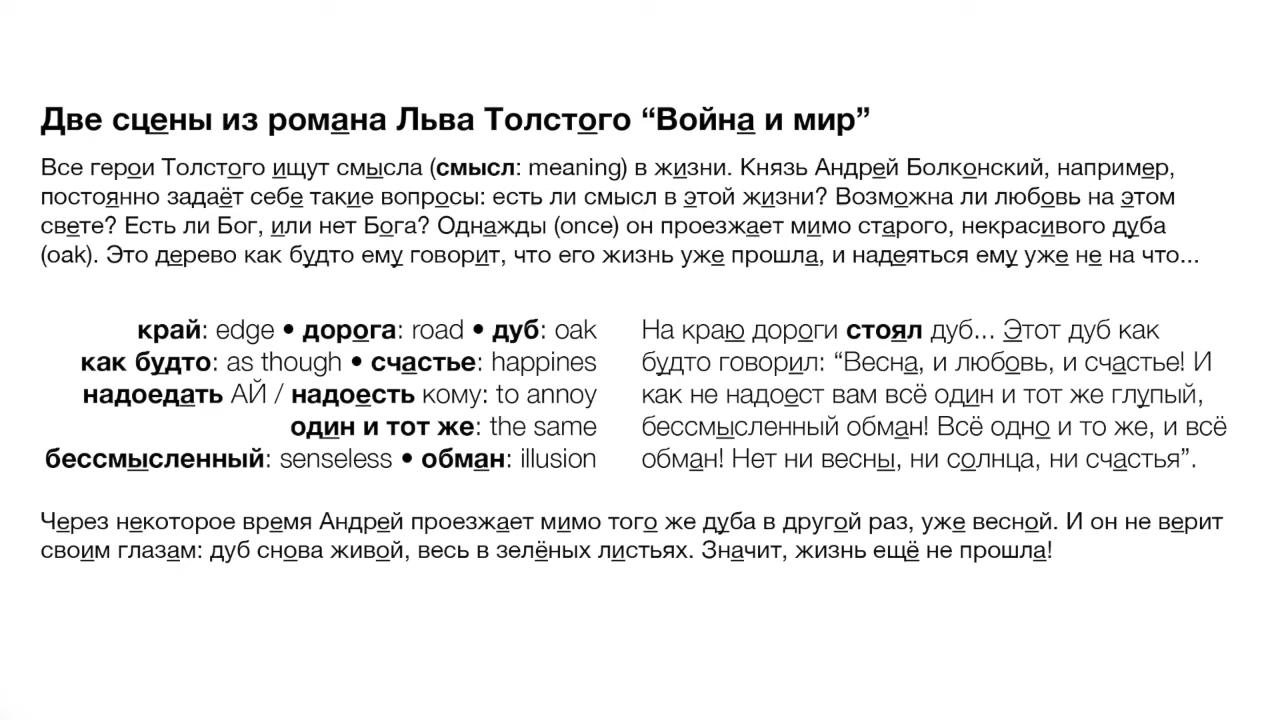 Две сцены из романа Льва Толстого “Война и мир”
Все герои Толстого ищут смысла (смысл: meaning) в жизни. Князь Андрей Болконский, например,
постоянно задаёт себе такие вопросы: есть ли смысл в этой жизни? Возможна ли любовь на этом
свете? Есть ли Бог, или нет Бога? Однажды (once) он проезжает мимо старого, некрасивого дуба
(oak). Это дерево как будто ему говорит, что его жизнь уже прошла, и надеяться ему уже не на что...
край: edge • дорога: road • дуб: oak
как будто: as though • счастье: happines
надоедать АЙ / надоесть кому: to annoy
один и тот же: the same
бессмысленный: senseless • обман: illusion
На краю дороги стоял дуб... Этот дуб как
будто говорил: “Весна, и любовь, и счастье! И
как не надоест вам всё один и тот же глупый,
бессмысленный обман! Всё одно и то же, и всё
обман! Нет ни весны, ни солнца, ни счастья”.
Через некоторое время Андрей проезжает мимо того же дуба в другой раз, уже весной. И он не верит
своим глазам: дуб снова живой, весь в зелёных листьях. Значит, жизнь ещё не прошла!